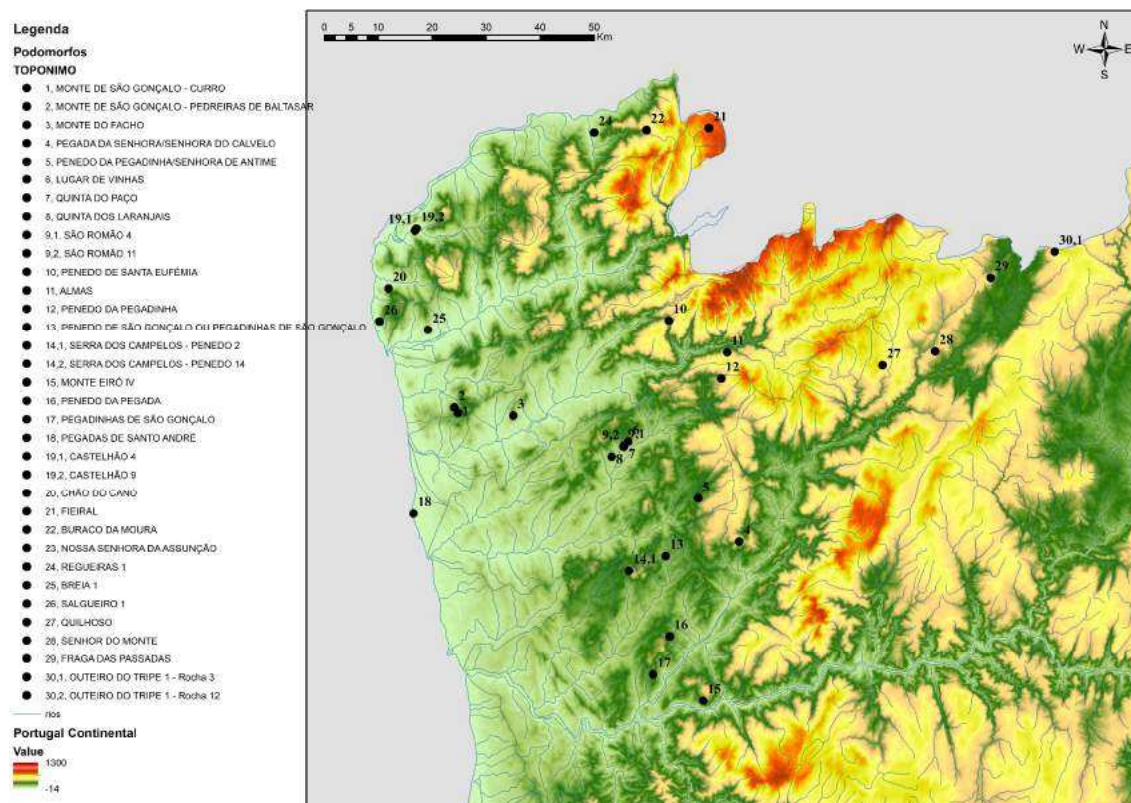 Legenda
Podomorfos
TOPONIMO
1, MONTE DE SÃO GONÇALO - CURRO
2, MONTE DE SÃO GONÇALO - PEDREIRAS DE BALTASAR
3, MONTE DO FACHO
4, PEGADA DA SENHORA/SENHORA DO CALVELO
5, PENEDO DA PEGADINHA/SENHORA DE ANTIME
6, LUGAR DE VINHAS
7, QUINTA DO PAÇO
8, QUINTA DOS LARANJAIS
9,1, SÃO ROMÃO 4
9,2, SÃO ROMÃO 11
10, PENEDO DE SANTA EUFÉMIA
11, ALMAS
12, PENEDO DA PEGADINHA
13, PENEDO DE SÃO GONÇALO OU PEGADINHAS DE SÃO GONÇALO
14,1, SERRA DOS CAMPELOS - PENEDO 2
14,2, SERRA DOS CAMPELOS - PENEDO 14
15, MONTE EIRÓ IV
16, PENEDO DA PEGADA
17, PEGADINHAS DE SÃO GONÇALO
18, PEGADAS DE SANTO ANDRÉ
19,1, CASTELHÃO 4
19,2, CASTELHÃO 9
20, CHÃO DO CANO
21, FIEIRAL
22, BURACO DA MOURA
23, NOSSA SENHORA DA ASSUNÇÃO
24, REGUEIRAS 1
25, BREIA 1
26, SALGUEIRO 1
27, QUILHOSO
28, SENHOR DO MONTE
29, FRAGA DAS PASSADAS
30,1, OUTEIRO DO TRIPE 1 - Rocha 3
30,2, OUTEIRO DO TRIPE 1 - Rocha 12
rios
Portugal Continental
Value
1300
-14
0 5 10 20 30 40 50
Km
N
W E
S
24
22
21
19,1 19,2
30,1
20
29
26
25
10
11
28
27
12
2
1
3
9,2 9,1
7
8
5
18
4
13
14,1
16
17
15